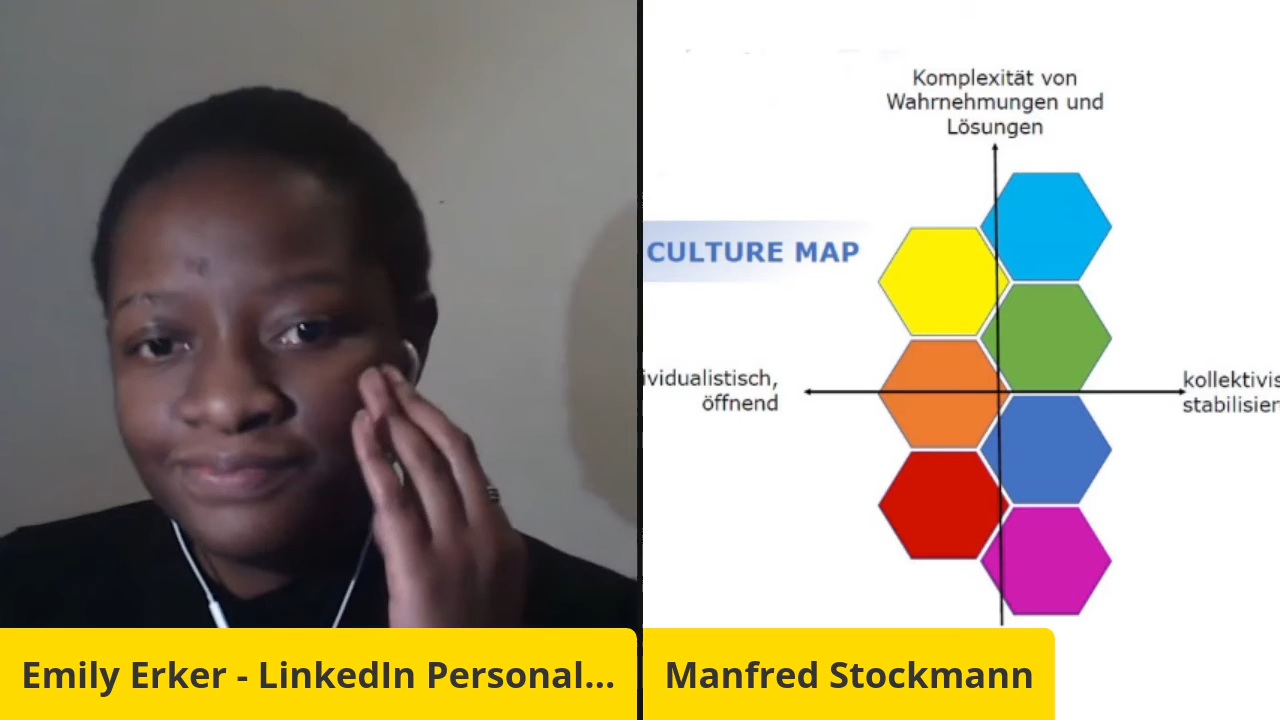 Komplexität von
Wahrnehmungen und
Lösungen
CULTURE MAP
ividualistisch,
öffnend
kollektivis
stabilisier
Emily Erker - LinkedIn Personal...
Manfred Stockmann